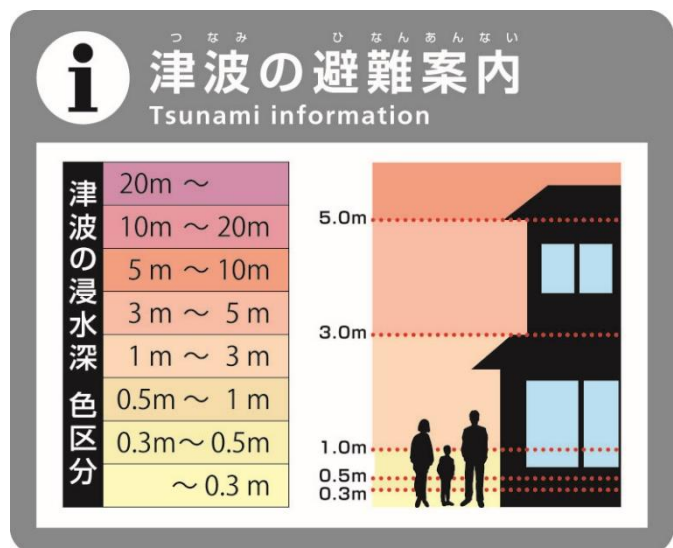 つなみ ひなんあんない
津波の避難案内
Tsunami information
津波の浸水深 色区分
20m ～
10m ～ 20m
5 m ～ 10m
3 m ～ 5 m
1 m ～ 3 m
0.5m ～ 1 m
0.3m～ 0.5m
～ 0.3 m
5.0m
3.0m
1.0m
0.5m
0.3m